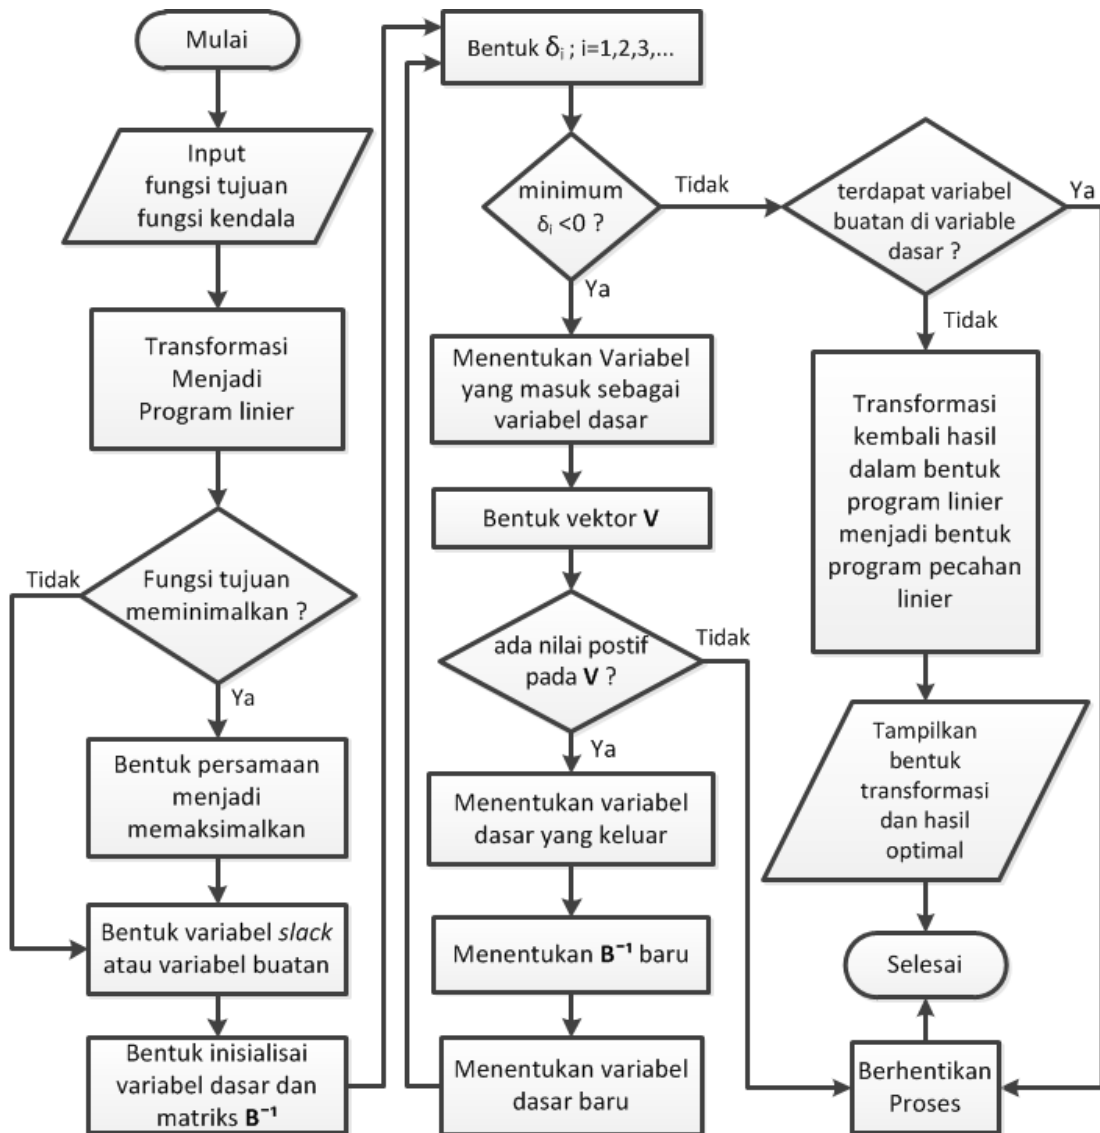 Mulai
Input
fungsi tujuan
fungsi kendala
Transformasi
Menjadi
Program linier
Fungsi tujuan
meminimalkan ?
Tidak
Ya
Bentuk persamaan
menjadi
memaksimalkan
Bentuk variabel slack
atau variabel buatan
Bentuk inisialisai
variabel dasar dan
matriks B⁻¹
Bentuk δᵢ ; i=1,2,3,...
minimum
δᵢ <0 ?
Tidak
Ya
Menentukan Variabel
yang masuk sebagai
variabel dasar
Bentuk vektor V
ada nilai postif
pada V ?
Tidak
Ya
Menentukan variabel
dasar yang keluar
Menentukan B⁻¹ baru
Menentukan variabel
dasar baru
terdapat variabel
buatan di variable
dasar ?
Ya
Tidak
Transformasi
kembali hasil
dalam bentuk
program linier
menjadi bentuk
program pecahan
linier
Tampilkan
bentuk
transformasi
dan hasil
optimal
Selesai
Berhentikan
Proses